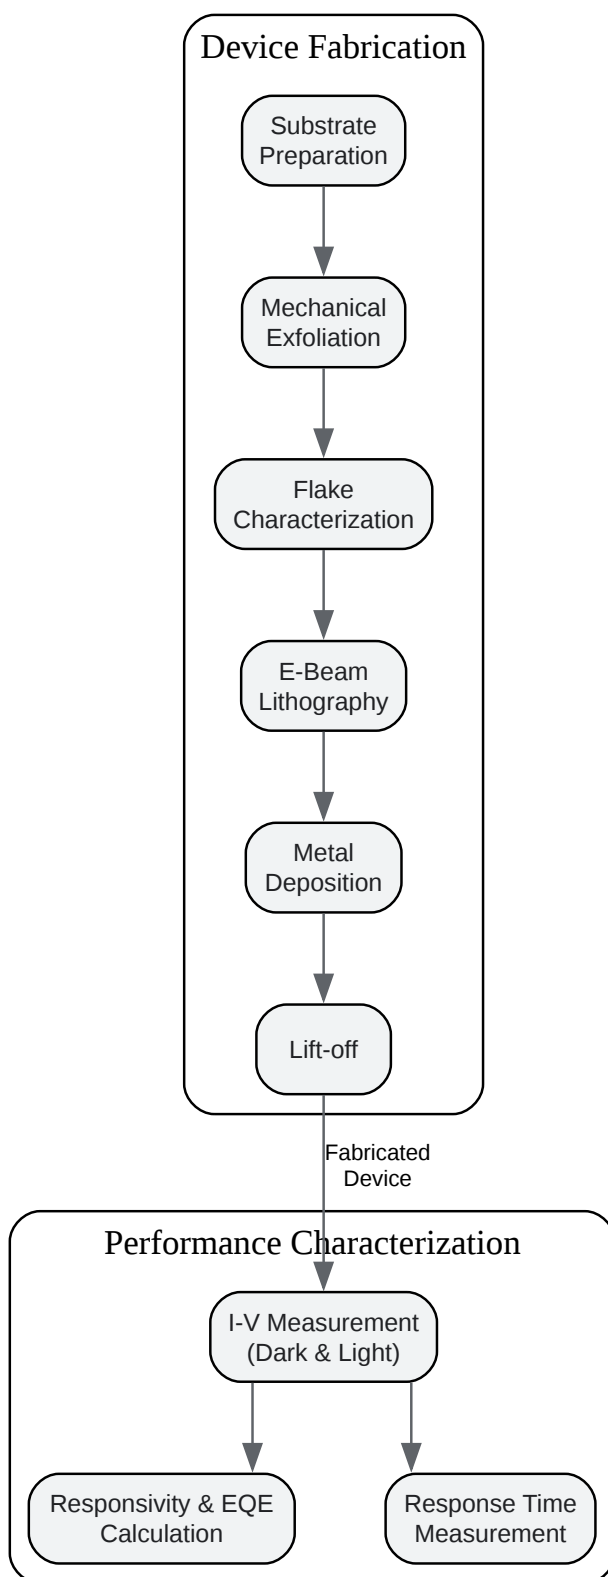 Device Fabrication
Substrate
Preparation
Mechanical
Exfoliation
Flake
Characterization
E-Beam
Lithography
Metal
Deposition
Lift-off
Fabricated
Device
Performance Characterization
I-V Measurement
(Dark & Light)
Responsivity & EQE
Calculation
Response Time
Measurement